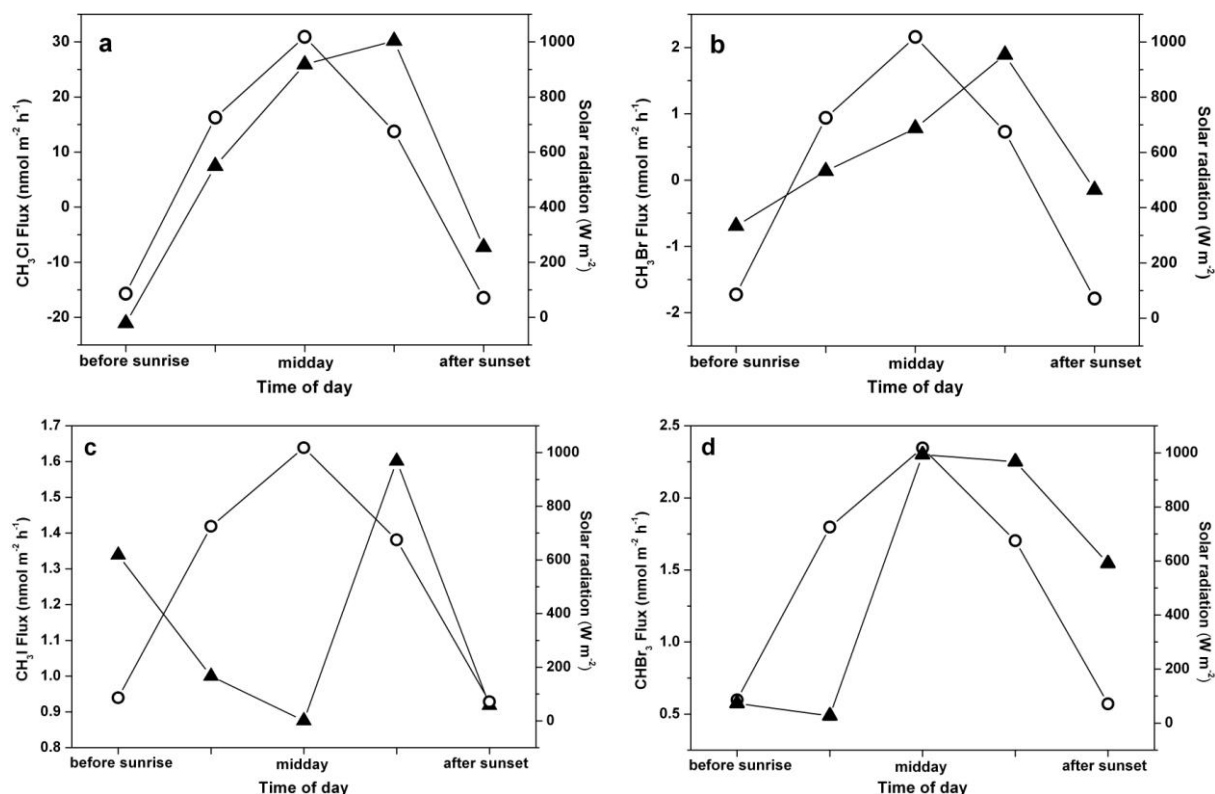 a
30
20
10
0
-10
-20
CH₃Cl Flux (nmol m⁻² h⁻¹)
1000
800
600
400
200
0
Solar radiation (W m⁻²)
before sunrise midday after sunset
Time of day
b
2
1
0
-1
-2
CH₃Br Flux (nmol m⁻² h⁻¹)
1000
800
600
400
200
0
Solar radiation (W m⁻²)
before sunrise midday after sunset
Time of day
c
1.7
1.6
1.5
1.4
1.3
1.2
1.1
1.0
0.9
0.8
CH₃I Flux (nmol m⁻² h⁻¹)
1000
800
600
400
200
0
Solar radiation (W m⁻²)
before sunrise midday after sunset
Time of day
d
2.5
2.0
1.5
1.0
0.5
CHBr₃ Flux (nmol m⁻² h⁻¹)
1000
800
600
400
200
0
Solar radiation (W m⁻²)
before sunrise midday after sunset
Time of day